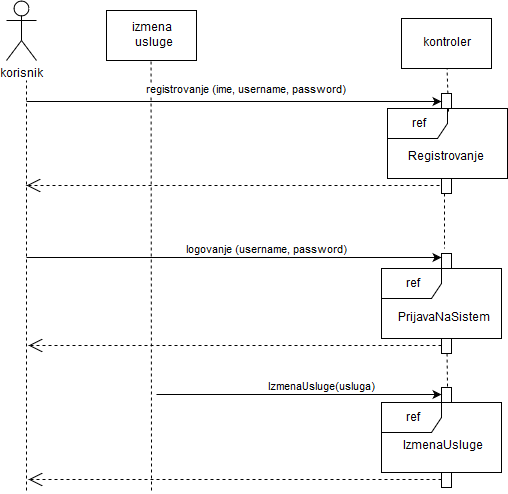 korisnik
izmena
usluge
kontroler
registrovanje (ime, username, password)
ref
Registrovanje
logovanje (username, password)
ref
PrijavaNaSistem
IzmenaUsluge(usluga)
ref
IzmenaUsluge